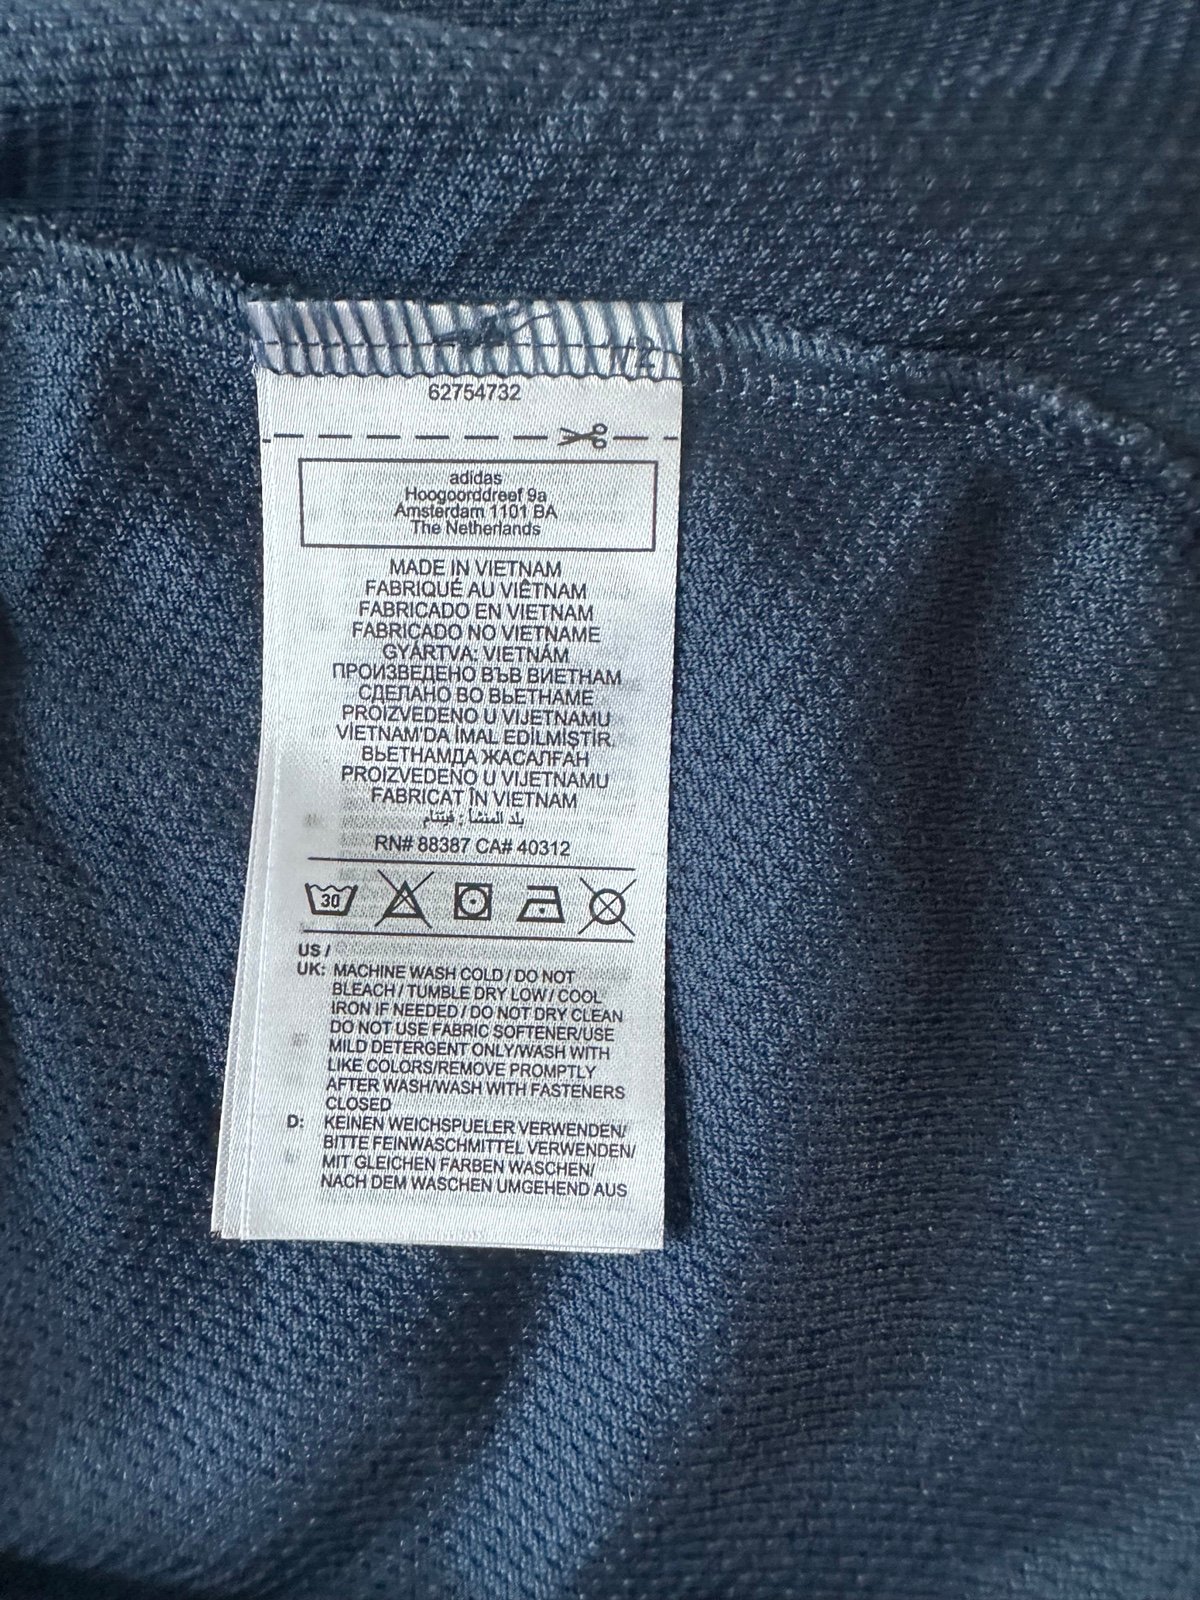 62754732
adidas
Hoogoorddreef 9a
Amsterdam 1101 BA
The Netherlands
MADE IN VIETNAM
FABRIQUÉ AU VIÊTNAM
FABRICADO EN VIETNAM
FABRICADO NO VIETNAME
GYÁRTVA: VIETNÁM
ПРОИЗВЕДЕНО ВЪВ ВИЕТНАМ
СДЕЛАНО ВО ВЬЕТНАМЕ
PROIZVEDENO U VIJETNAMU
VİETNAM'DA İMAL EDİLMİŞTİR.
ВЬЕТНАМДА ЖАСАЛҒАН
PROIZVEDENO U VIJETNAMU
FABRICAT ÎN VIETNAM
بلد المنشأ : فيتنام
RN# 88387 CA# 40312
30
US /
UK: MACHINE WASH COLD / DO NOT
BLEACH / TUMBLE DRY LOW / COOL
IRON IF NEEDED / DO NOT DRY CLEAN
DO NOT USE FABRIC SOFTENER/USE
MILD DETERGENT ONLY/WASH WITH
LIKE COLORS/REMOVE PROMPTLY
AFTER WASH/WASH WITH FASTENERS
CLOSED
D: KEINEN WEICHSPUELER VERWENDEN/
BITTE FEINWASCHMITTEL VERWENDEN/
MIT GLEICHEN FARBEN WASCHEN/
NACH DEM WASCHEN UMGEHEND AUS